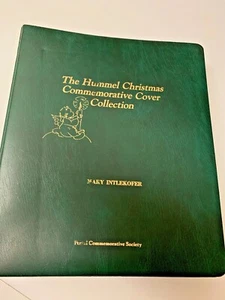 The Hummel Christmas
Commemorative Cover
Collection
MARY INTLEKOFER
Postal Commemorative Society